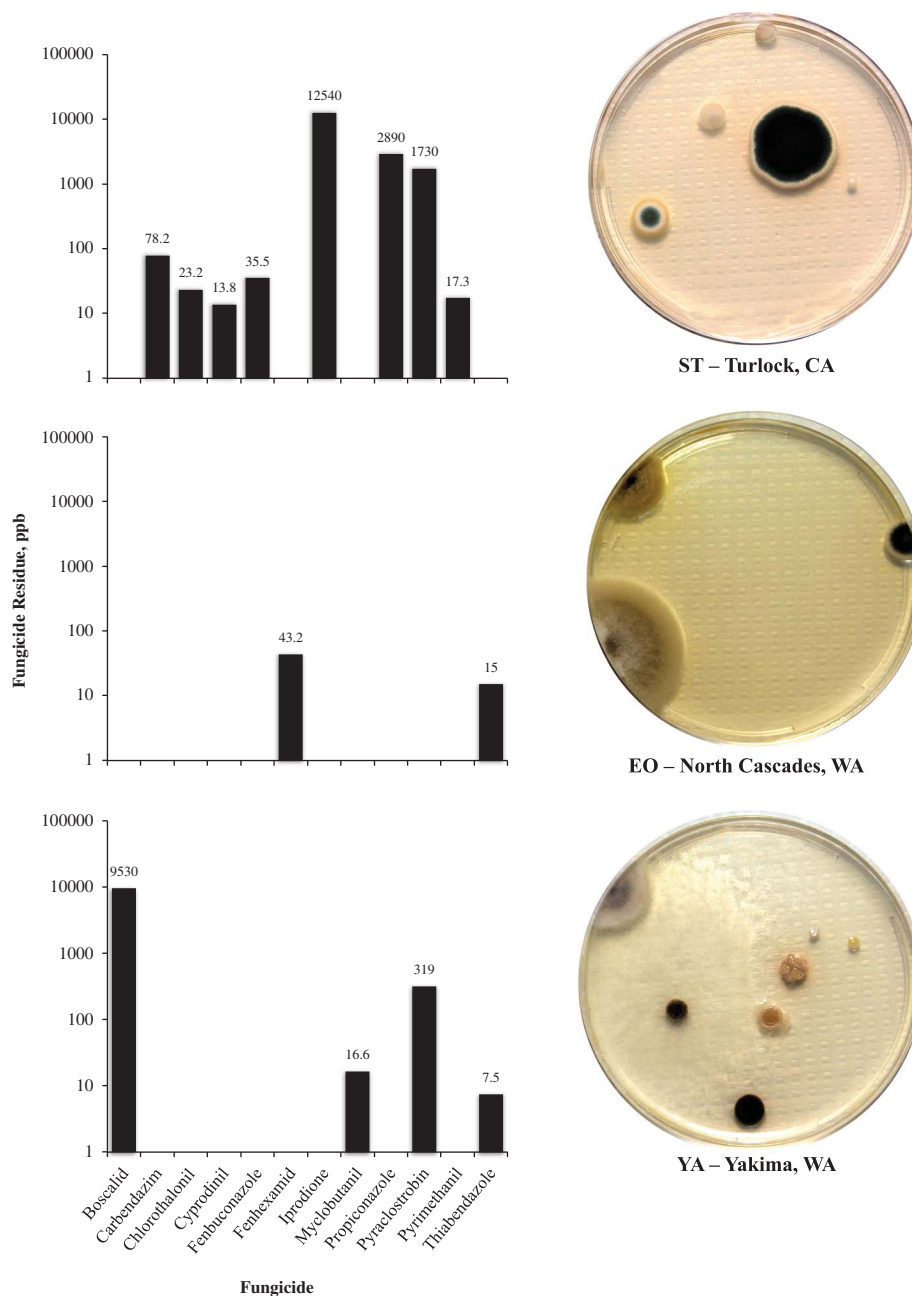 100000
10000
1000
100
10
1
78.2
23.2
13.8
35.5
12540
2890
1730
17.3
ST – Turlock, CA
Fungicide Residue, ppb
100000
10000
1000
100
10
1
43.2
15
EO – North Cascades, WA
100000
10000
1000
100
10
1
9530
16.6
319
7.5
YA – Yakima, WA
Boscalid
Carbendazim
Chlorothalonil
Cyprodinil
Fenbuconazole
Fenhexamid
Iprodione
Myclobutanil
Propiconazole
Pyraclostrobin
Pyrimethanil
Thiabendazole
Fungicide